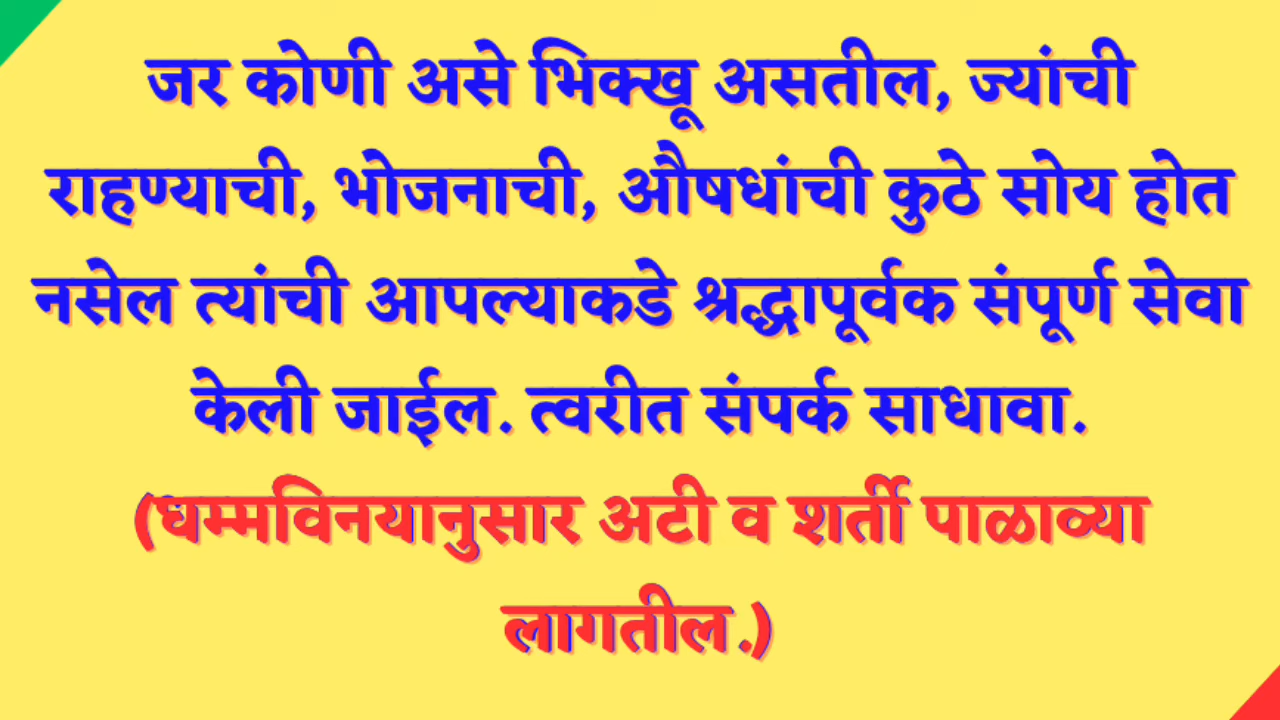 जर कोणी असे भिक्खू असतील, ज्यांची
राहण्याची, भोजनाची, औषधांची कुठे सोय होत
नसेल त्यांची आपल्याकडे श्रद्धापूर्वक संपूर्ण सेवा
केली जाईल. त्वरीत संपर्क साधावा.
(धम्मविनयानुसार अटी व शर्ती पाळाव्या
लागतील.)